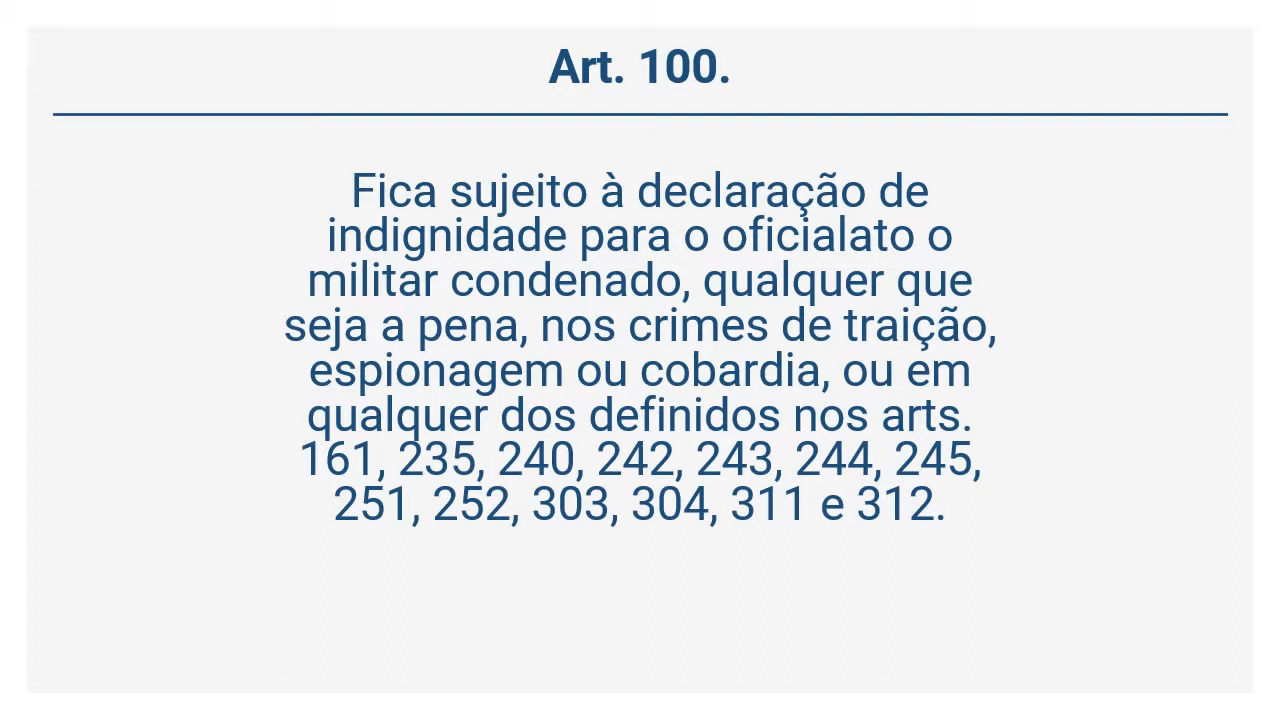 Art. 100.
Fica sujeito à declaração de
indignidade para o oficialato o
militar condenado, qualquer que
seja a pena, nos crimes de traição,
espionagem ou cobardia, ou em
qualquer dos definidos nos arts.
161, 235, 240, 242, 243, 244, 245,
251, 252, 303, 304, 311 e 312.